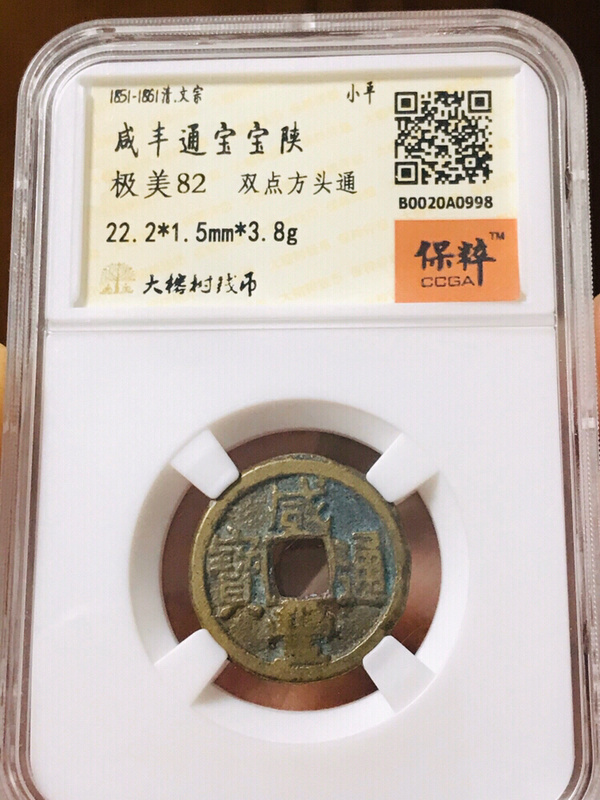 1851-1861清.文宗 小平
咸丰通宝宝陕
极美82 双点方头通
B0020A0998
22.2*1.5mm*3.8g
保粹™
CCGA
大榕树钱币
咸
寶 通
豐